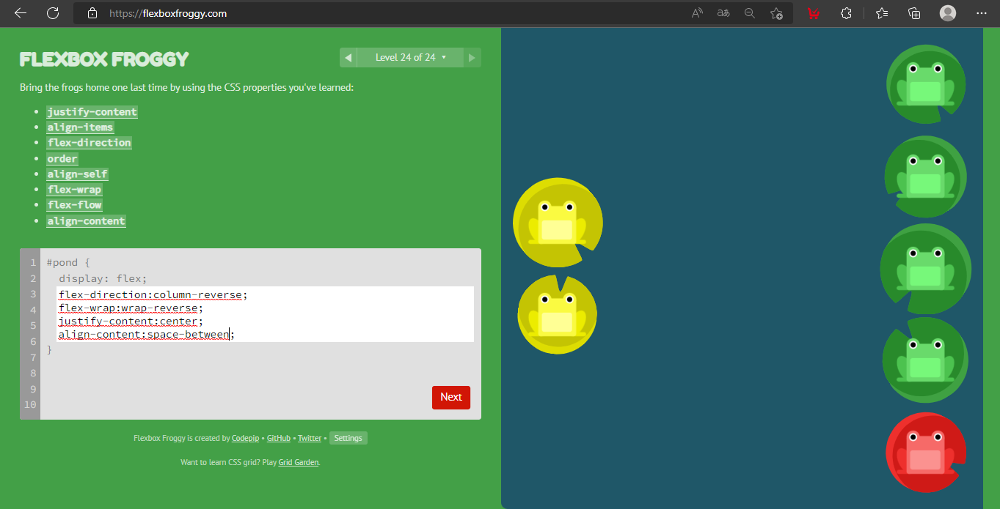 https://flexboxfroggy.com
FLEXBOX FROGGY
Level 24 of 24
Bring the frogs home one last time by using the CSS properties you've learned:
justify-content
align-items
flex-direction
order
align-self
flex-wrap
flex-flow
align-content
1 #pond {
2 display: flex;
3 flex-direction:column-reverse;
4 flex-wrap:wrap-reverse;
5 justify-content:center;
6 align-content:space-between;
7 }
8
9
10
Next
Flexbox Froggy is created by Codepip • GitHub • Twitter • Settings
Want to learn CSS grid? Play Grid Garden.